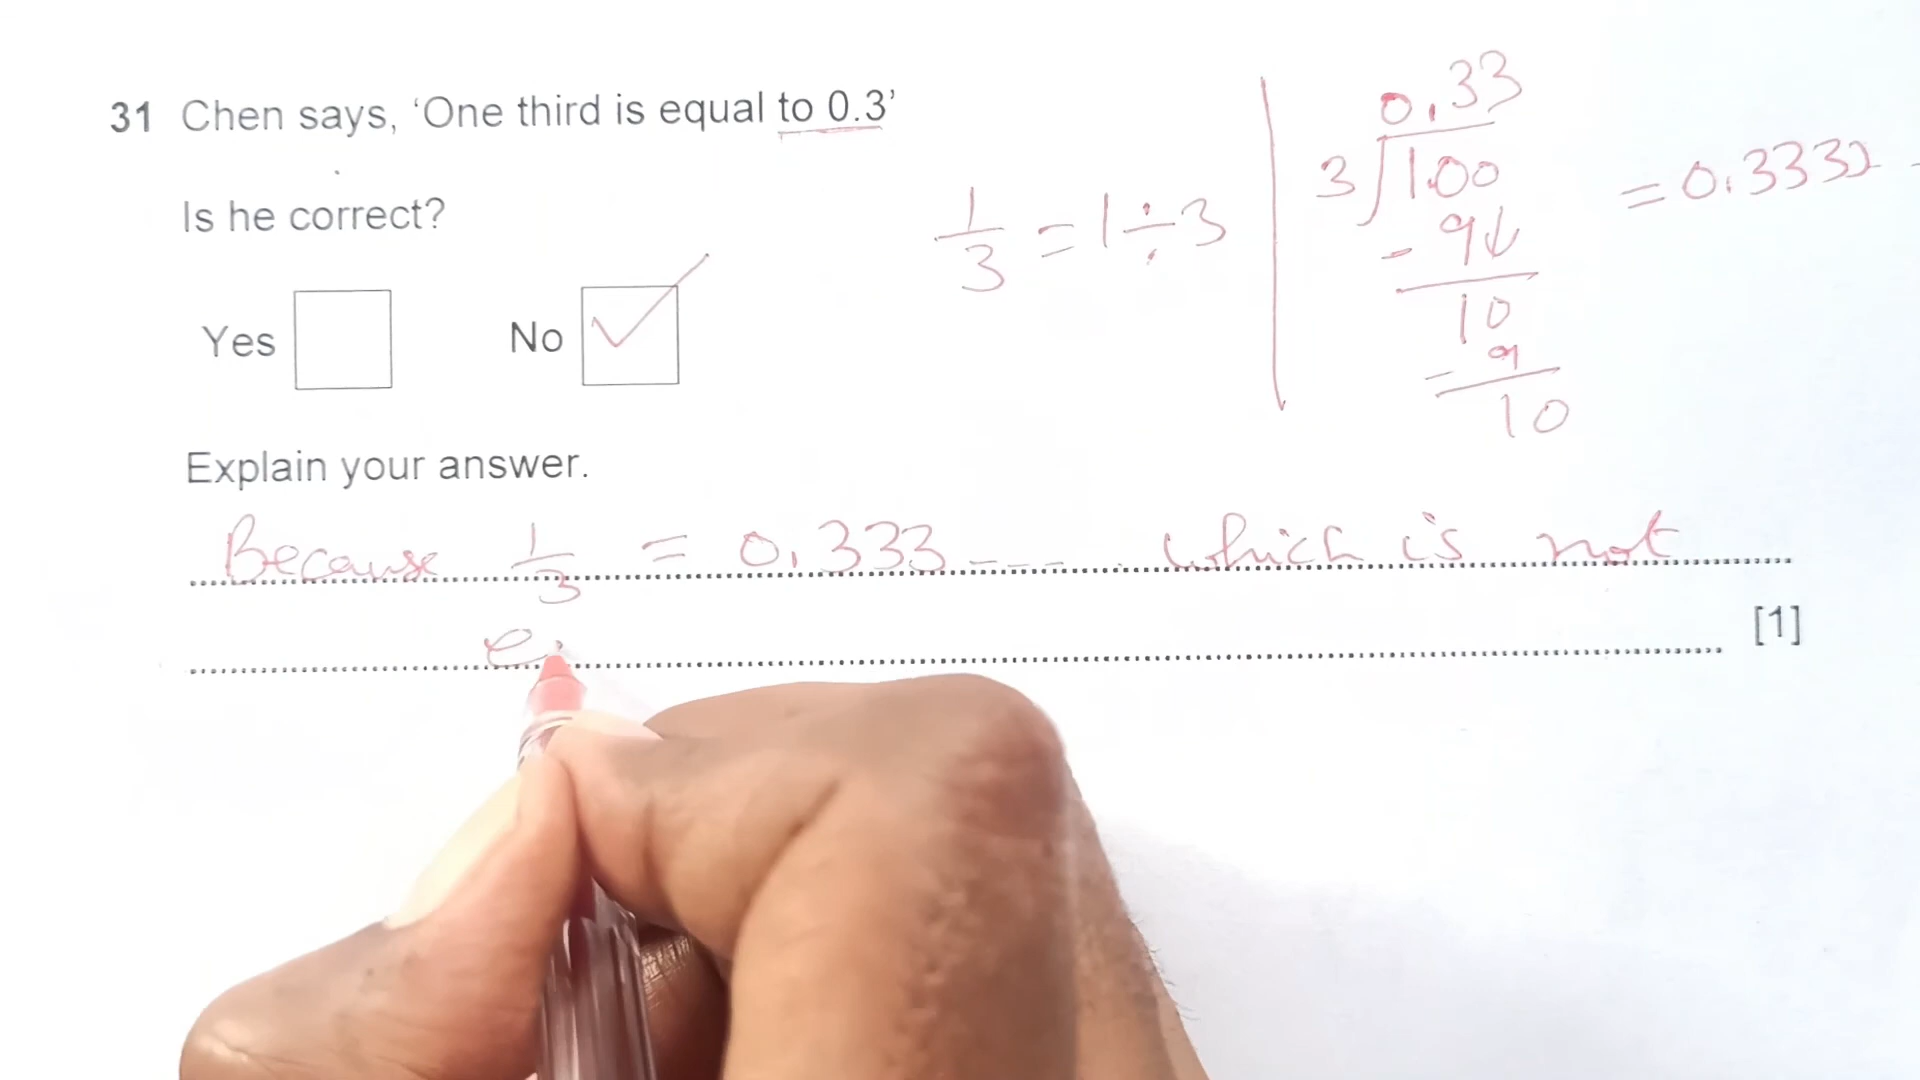 31 Chen says, ‘One third is equal to 0.3’
Is he correct?
Yes No ✓
1/3 = 1 ÷ 3
0.33
3 1.00 = 0.333
- 9↓
10
- 9
10
Explain your answer.
Because 1/3 = 0.333 ---- which is not
e
[1]